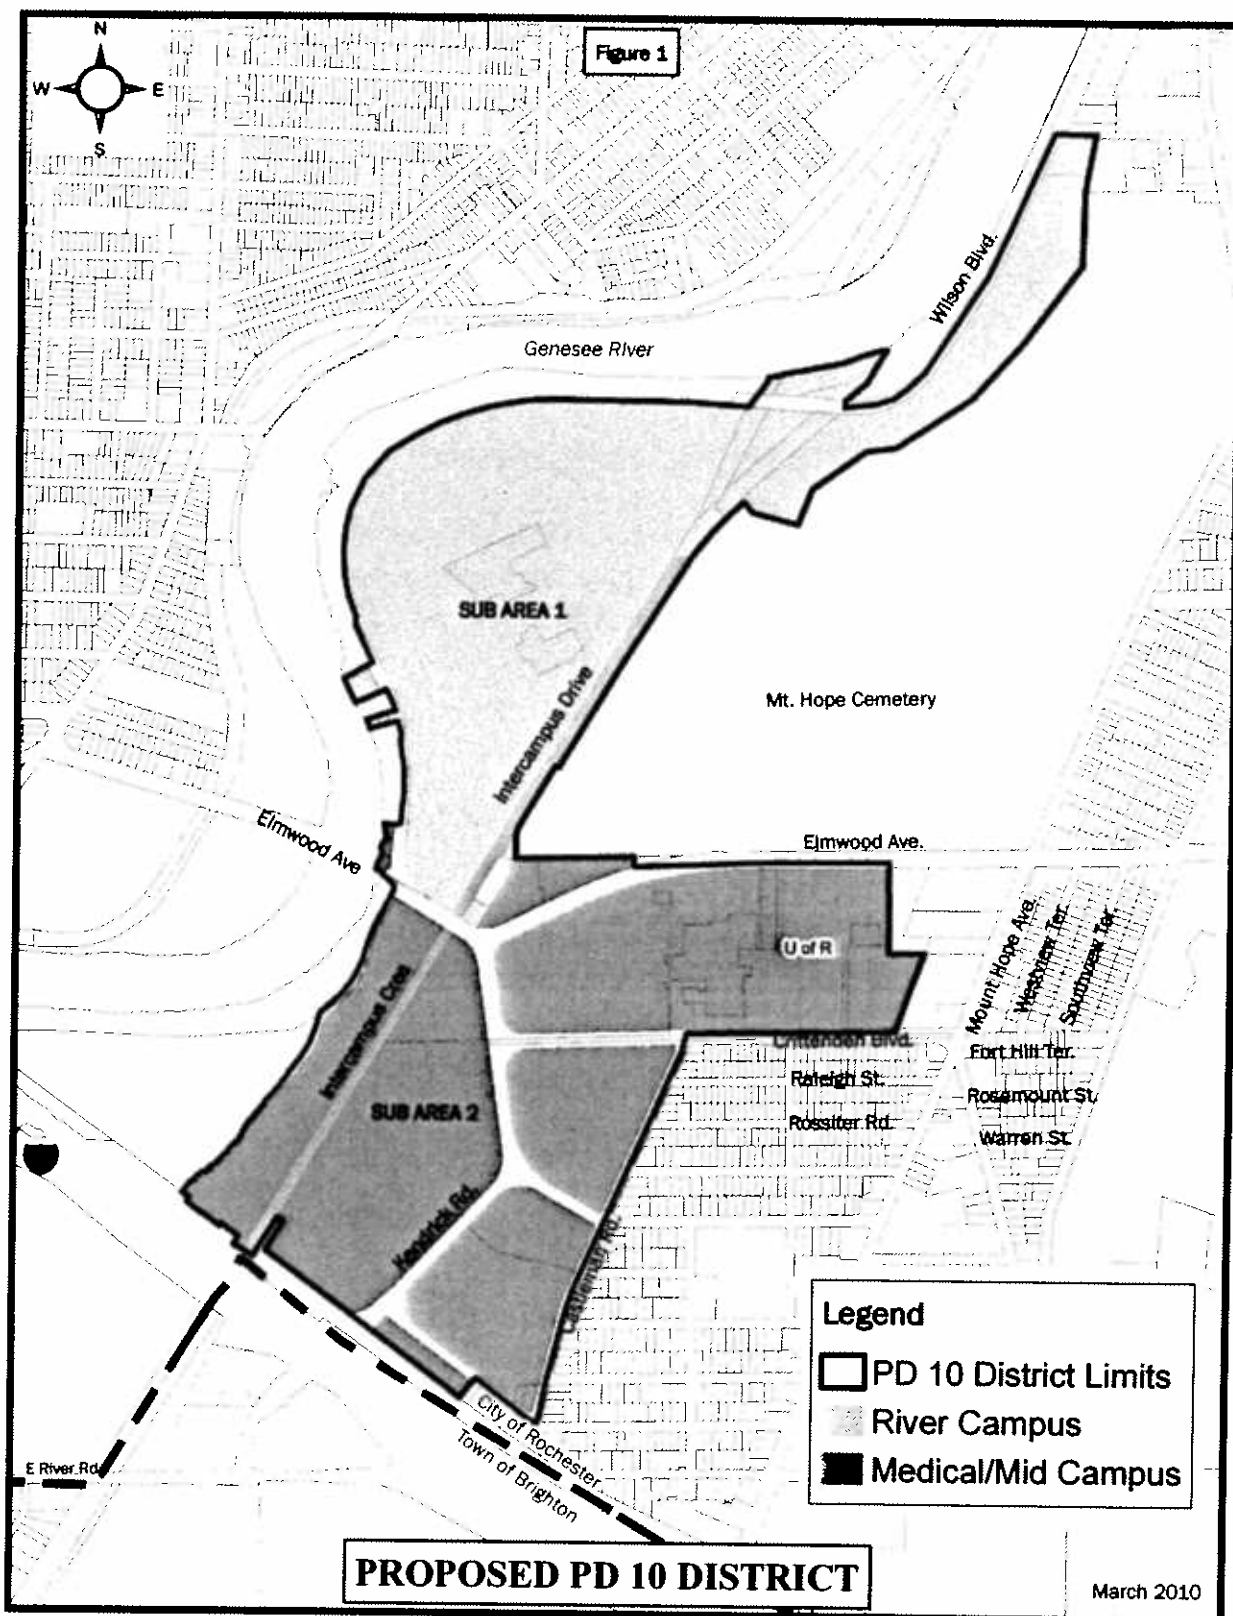 N
Figure 1
W
E
S
Wilson Blvd.
Genesee River
SUB AREA 1
Intercampus Drive
Mt. Hope Cemetery
Elmwood Ave
Elmwood Ave.
U of R
Mount Hope Ave.
Westview Ter.
Southview Ter.
Crittenden Blvd.
Fort Hill Ter.
Intercampus Cres
Raleigh St.
Rosemount St.
SUB AREA 2
Rossiter Rd.
Warren St.
Kendrick Rd.
Castleman Rd.
Legend
PD 10 District Limits
River Campus
Medical/Mid Campus
City of Rochester
Town of Brighton
E River Rd
PROPOSED PD 10 DISTRICT
March 2010